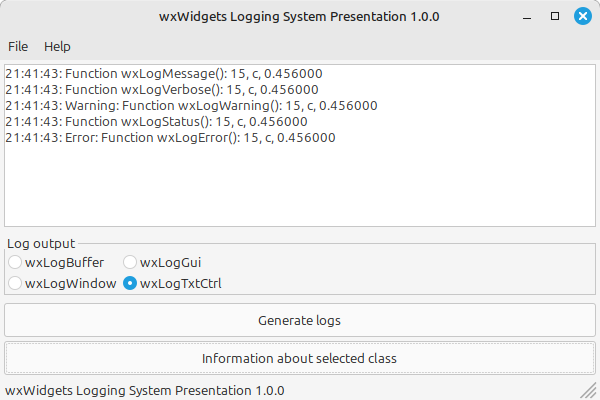 wxWidgets Logging System Presentation 1.0.0
File Help
21:41:43: Function wxLogMessage(): 15, c, 0.456000
21:41:43: Function wxLogVerbose(): 15, c, 0.456000
21:41:43: Warning: Function wxLogWarning(): 15, c, 0.456000
21:41:43: Function wxLogStatus(): 15, c, 0.456000
21:41:43: Error: Function wxLogError(): 15, c, 0.456000
Log output
wxLogBuffer wxLogGui
wxLogWindow wxLogTxtCtrl
Generate logs
Information about selected class
wxWidgets Logging System Presentation 1.0.0